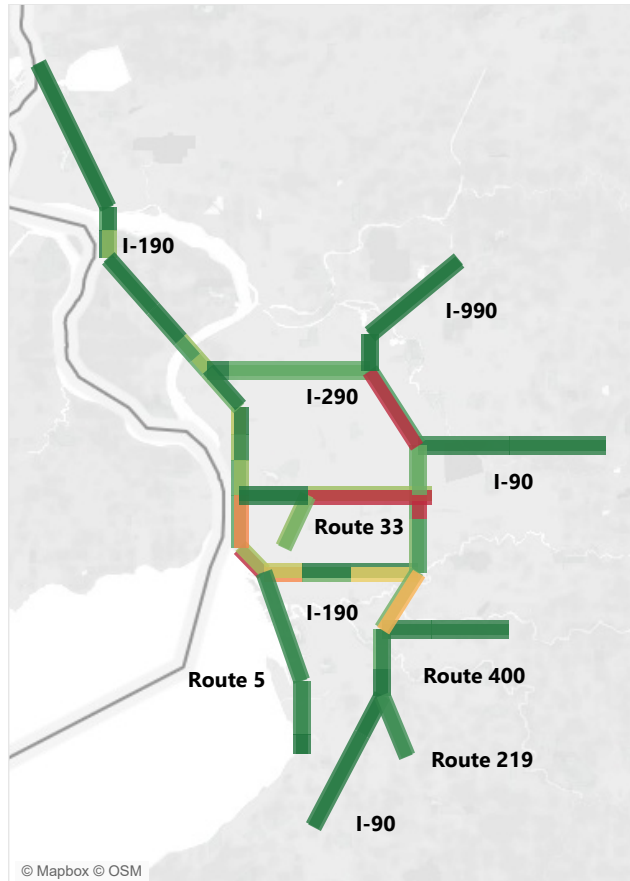 I-190
I-990
I-290
I-90
Route 33
I-190
Route 5
Route 400
Route 219
I-90
© Mapbox © OSM